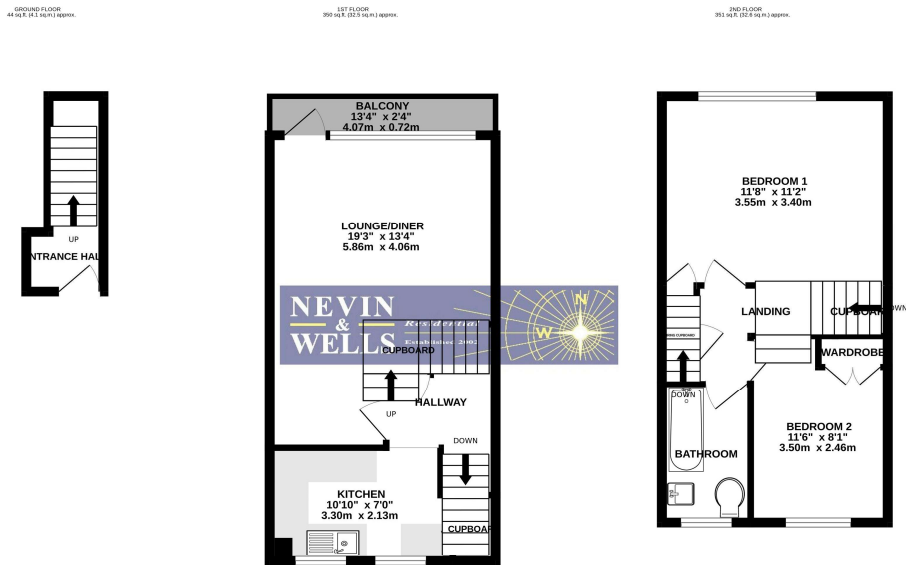 GROUND FLOOR
44 sq.ft. (4.1 sq.m.) approx.
1ST FLOOR
350 sq.ft. (32.5 sq.m.) approx.
2ND FLOOR
351 sq.ft. (32.6 sq.m.) approx.
UP
NTRANCE HAL
BALCONY
13'4" x 2'4"
4.07m x 0.72m
LOUNGE/DINER
19'3" x 13'4"
5.86m x 4.06m
NEVIN
&
WELLS
Residential
Established 2002
N
W
CUPBOARD
UP
HALLWAY
DOWN
KITCHEN
10'10" x 7'0"
3.30m x 2.13m
CUPBOAR
BEDROOM 1
11'8" x 11'2"
3.55m x 3.40m
LANDING
CUPBOAR
DOWN
CUPBOARD
WARDROBE
DOWN
BATHROOM
BEDROOM 2
11'6" x 8'1"
3.50m x 2.46m